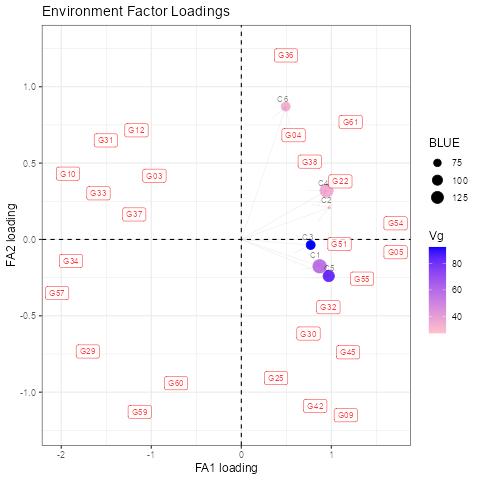 Environment Factor Loadings
G36
C6
G61
G12
G04
G31
G38
G10
G03
G22
C4
G33
C2
G37
G54
C3
G51
G05
C1
G34
C5
G55
G57
G32
G30
G45
G29
G25
G60
G42
G59
G09
1.0
0.5
0.0
-0.5
-1.0
FA2 loading
-2
-1
0
1
FA1 loading
BLUE
75
100
125
Vg
80
60
40